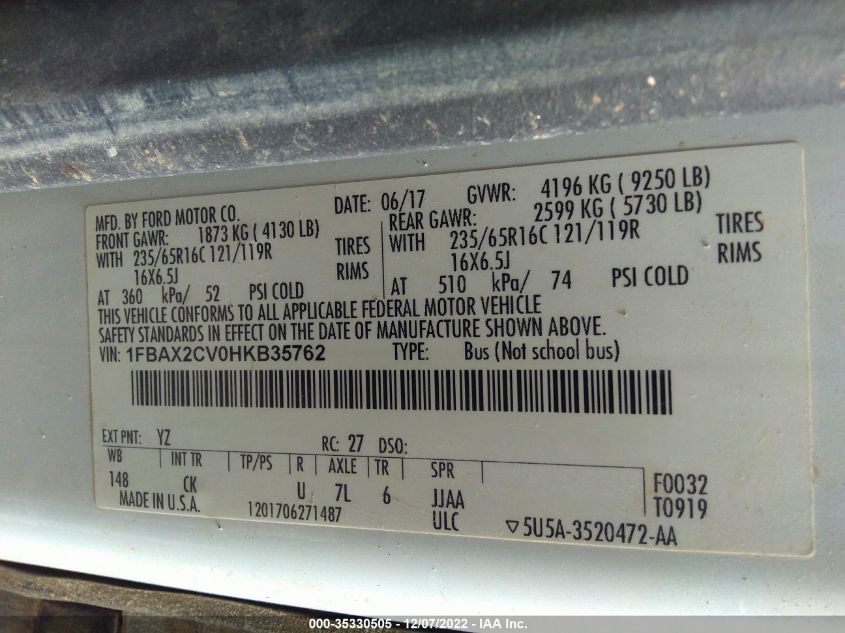 MFD. BY FORD MOTOR CO. DATE: 06/17 GVWR: 4196 KG ( 9250 LB)
FRONT GAWR: 1873 KG ( 4130 LB) REAR GAWR: 2599 KG ( 5730 LB)
WITH 235/65R16C 121/119R TIRES WITH 235/65R16C 121/119R TIRES
16X6.5J RIMS 16X6.5J RIMS
AT 360 kPa/ 52 PSI COLD AT 510 kPa/ 74 PSI COLD
THIS VEHICLE CONFORMS TO ALL APPLICABLE FEDERAL MOTOR VEHICLE
SAFETY STANDARDS IN EFFECT ON THE DATE OF MANUFACTURE SHOWN ABOVE.
VIN: 1FBAX2CV0HKB35762 TYPE: Bus (Not school bus)
EXT PNT: YZ RC: 27 DSO:
WB INT TR TP/PS R AXLE TR SPR
148 CK U 7L 6 JJAA F0032
MADE IN U.S.A. 1201706271487 ULC T0919
▽5U5A-3520472-AA
000-35330505 - 12/07/2022 - IAA Inc.